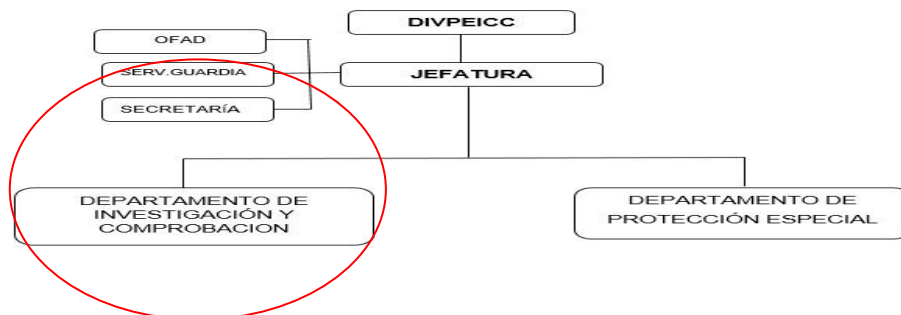 DIVPEICC
OFAD
SERV.GUARDIA
JEFATURA
SECRETARÍA
DEPARTAMENTO DE
INVESTIGACIÓN Y
COMPROBACION
DEPARTAMENTO DE
PROTECCIÓN ESPECIAL